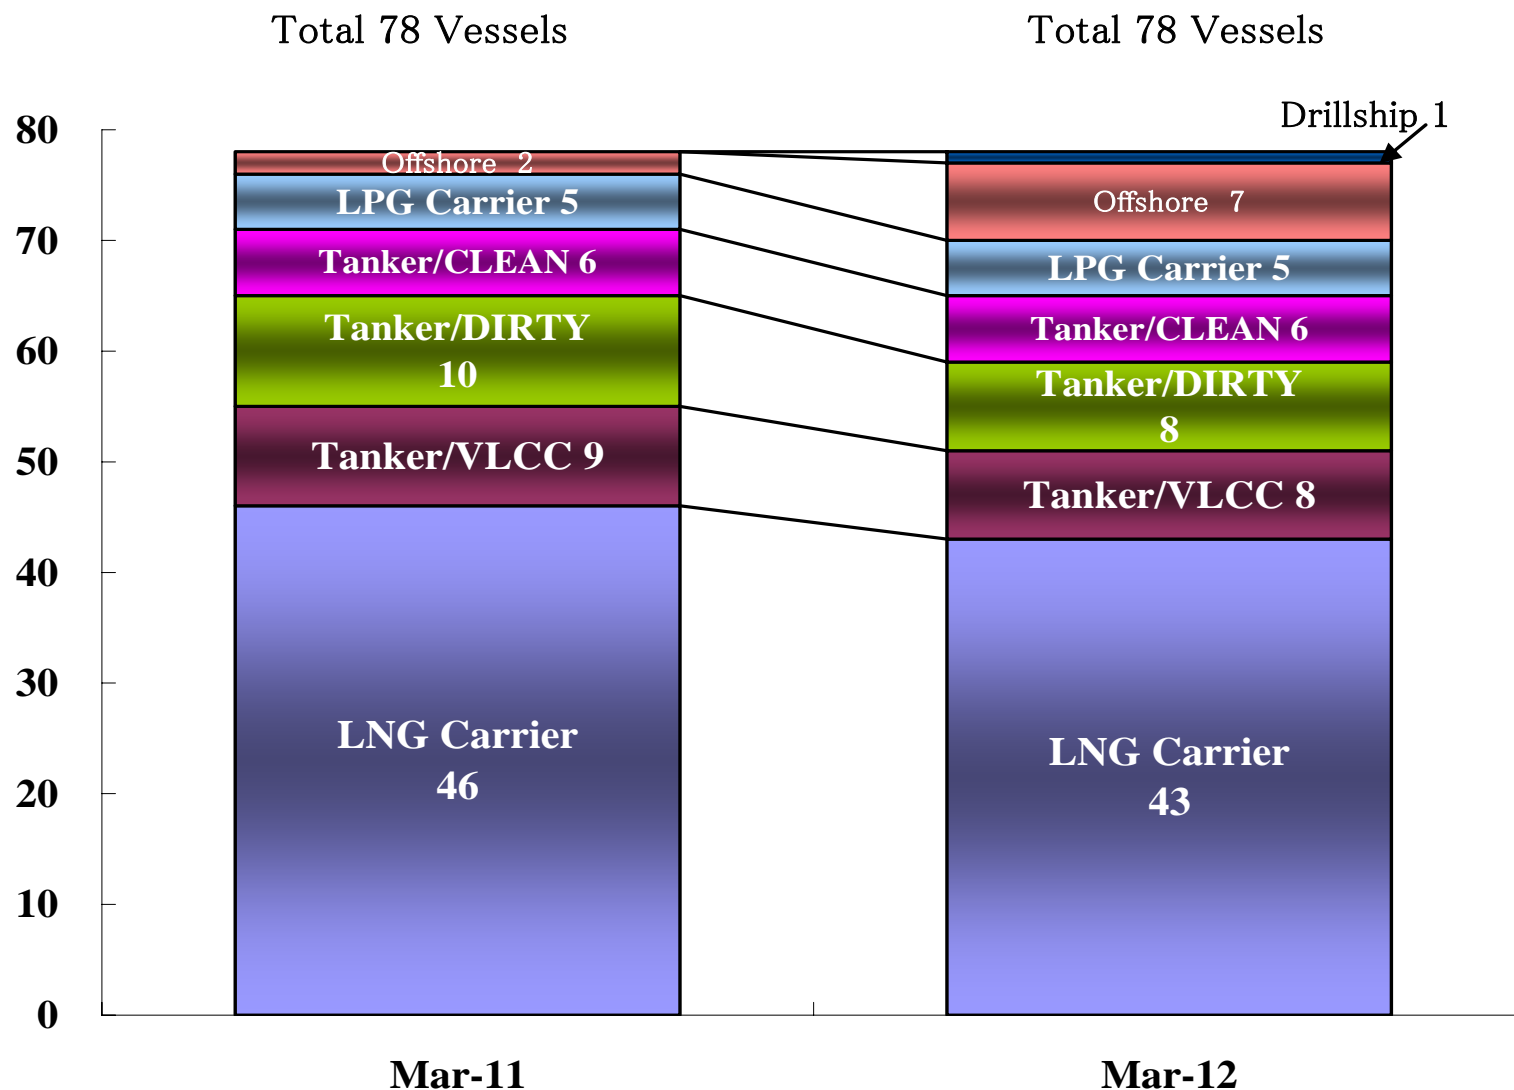 Total 78 Vessels
Total 78 Vessels
Drillship 1
80
70
60
50
40
30
20
10
0
Offshore 2
LPG Carrier 5
Tanker/CLEAN 6
Tanker/DIRTY
10
Tanker/VLCC 9
LNG Carrier
46
Offshore 7
LPG Carrier 5
Tanker/CLEAN 6
Tanker/DIRTY
8
Tanker/VLCC 8
LNG Carrier
43
Mar-11
Mar-12